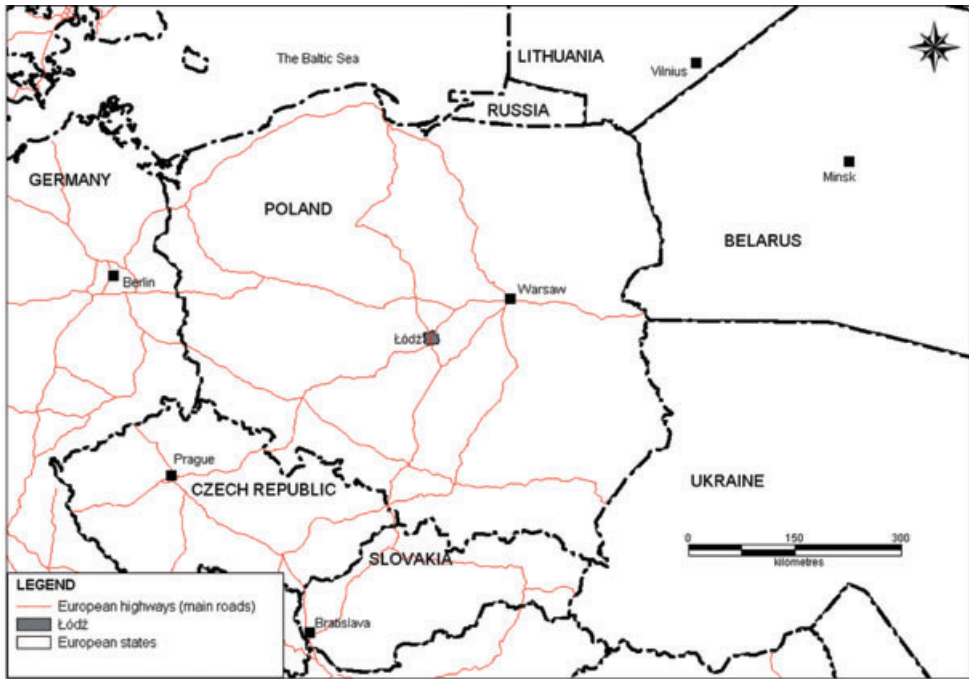 LITHUANIA
The Baltic Sea
Vilnius
RUSSIA
Minsk
GERMANY
POLAND
BELARUS
Berlin
Warsaw
Łódź
Prague
CZECH REPUBLIC
UKRAINE
0 150 300
kilometres
SLOVAKIA
Bratislava
LEGEND
European highways (main roads)
Łódź
European states